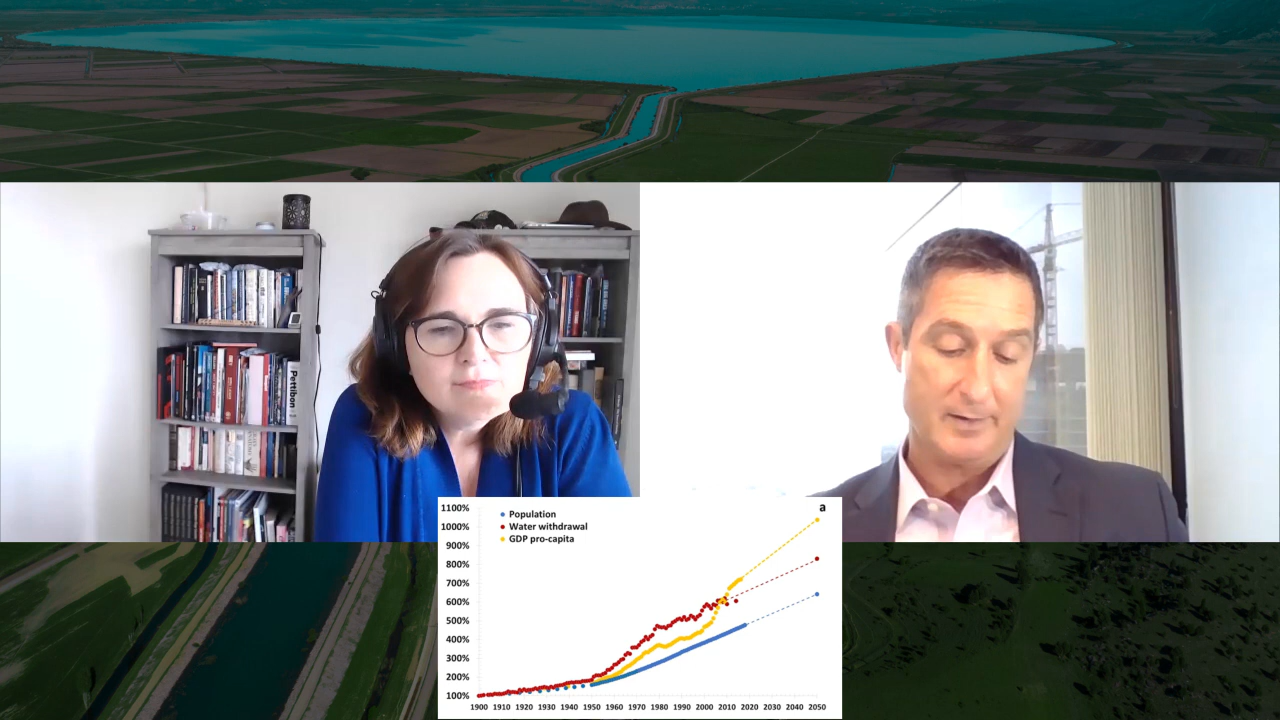 Pettibon
a
Population
Water withdrawal
GDP pro-capita
1100%
1000%
900%
800%
700%
600%
500%
400%
300%
200%
100%
1900 1910 1920 1930 1940 1950 1960 1970 1980 1990 2000 2010 2020 2030 2040 2050